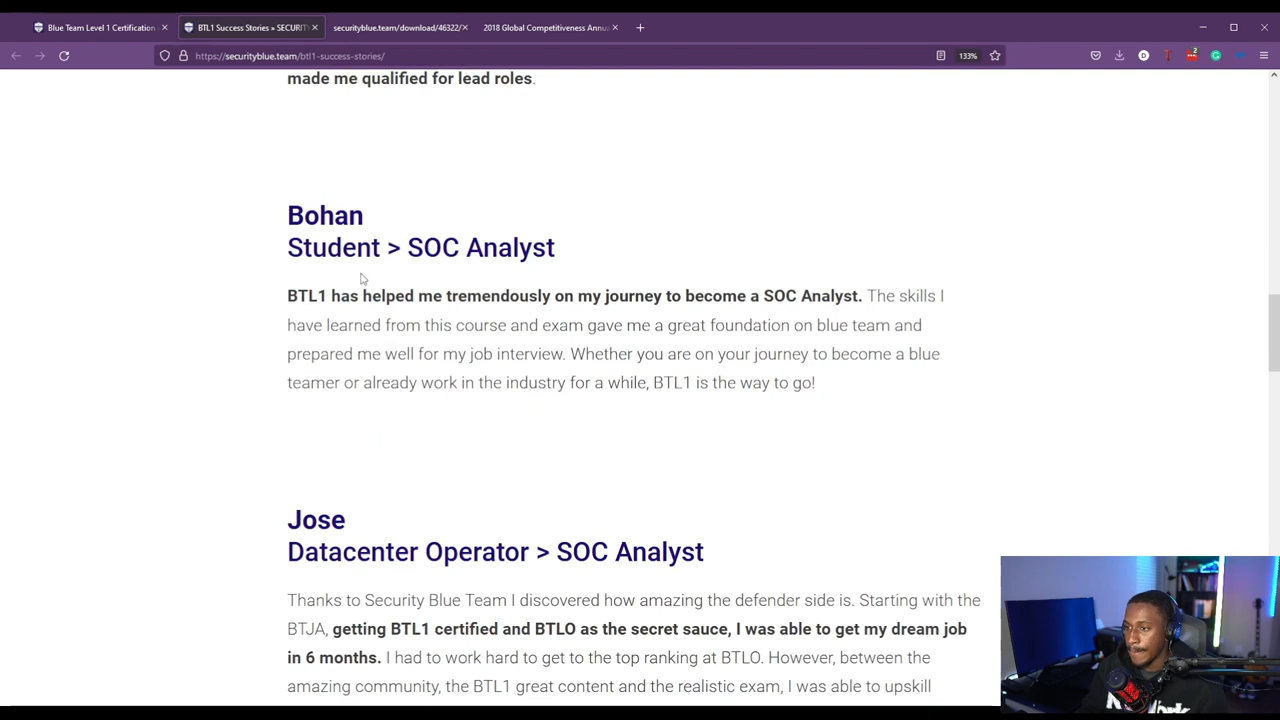 Blue Team Level 1 Certification
BTL1 Success Stories » SECURIT
securityblue.team/download/46322/
2018 Global Competitiveness Annu
https://securityblue.team/btl1-success-stories/
133%
made me qualified for lead roles.
Bohan
Student > SOC Analyst
BTL1 has helped me tremendously on my journey to become a SOC Analyst. The skills I
have learned from this course and exam gave me a great foundation on blue team and
prepared me well for my job interview. Whether you are on your journey to become a blue
teamer or already work in the industry for a while, BTL1 is the way to go!
Jose
Datacenter Operator > SOC Analyst
Thanks to Security Blue Team I discovered how amazing the defender side is. Starting with the
BTJA, getting BTL1 certified and BTLO as the secret sauce, I was able to get my dream job
in 6 months. I had to work hard to get to the top ranking at BTLO. However, between the
amazing community, the BTL1 great content and the realistic exam, I was able to upskill